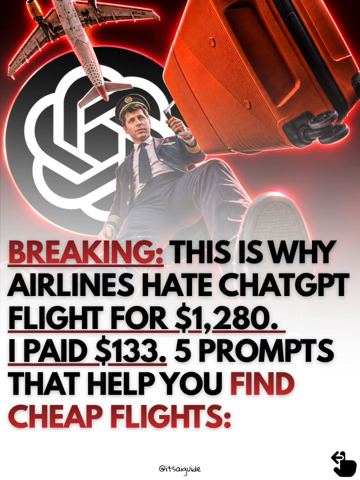 BREAKING: THIS IS WHY
AIRLINES HATE CHATGPT
FLIGHT FOR $1,280.
I PAID $133. 5 PROMPTS
THAT HELP YOU FIND
CHEAP FLIGHTS:
@itsaiguide